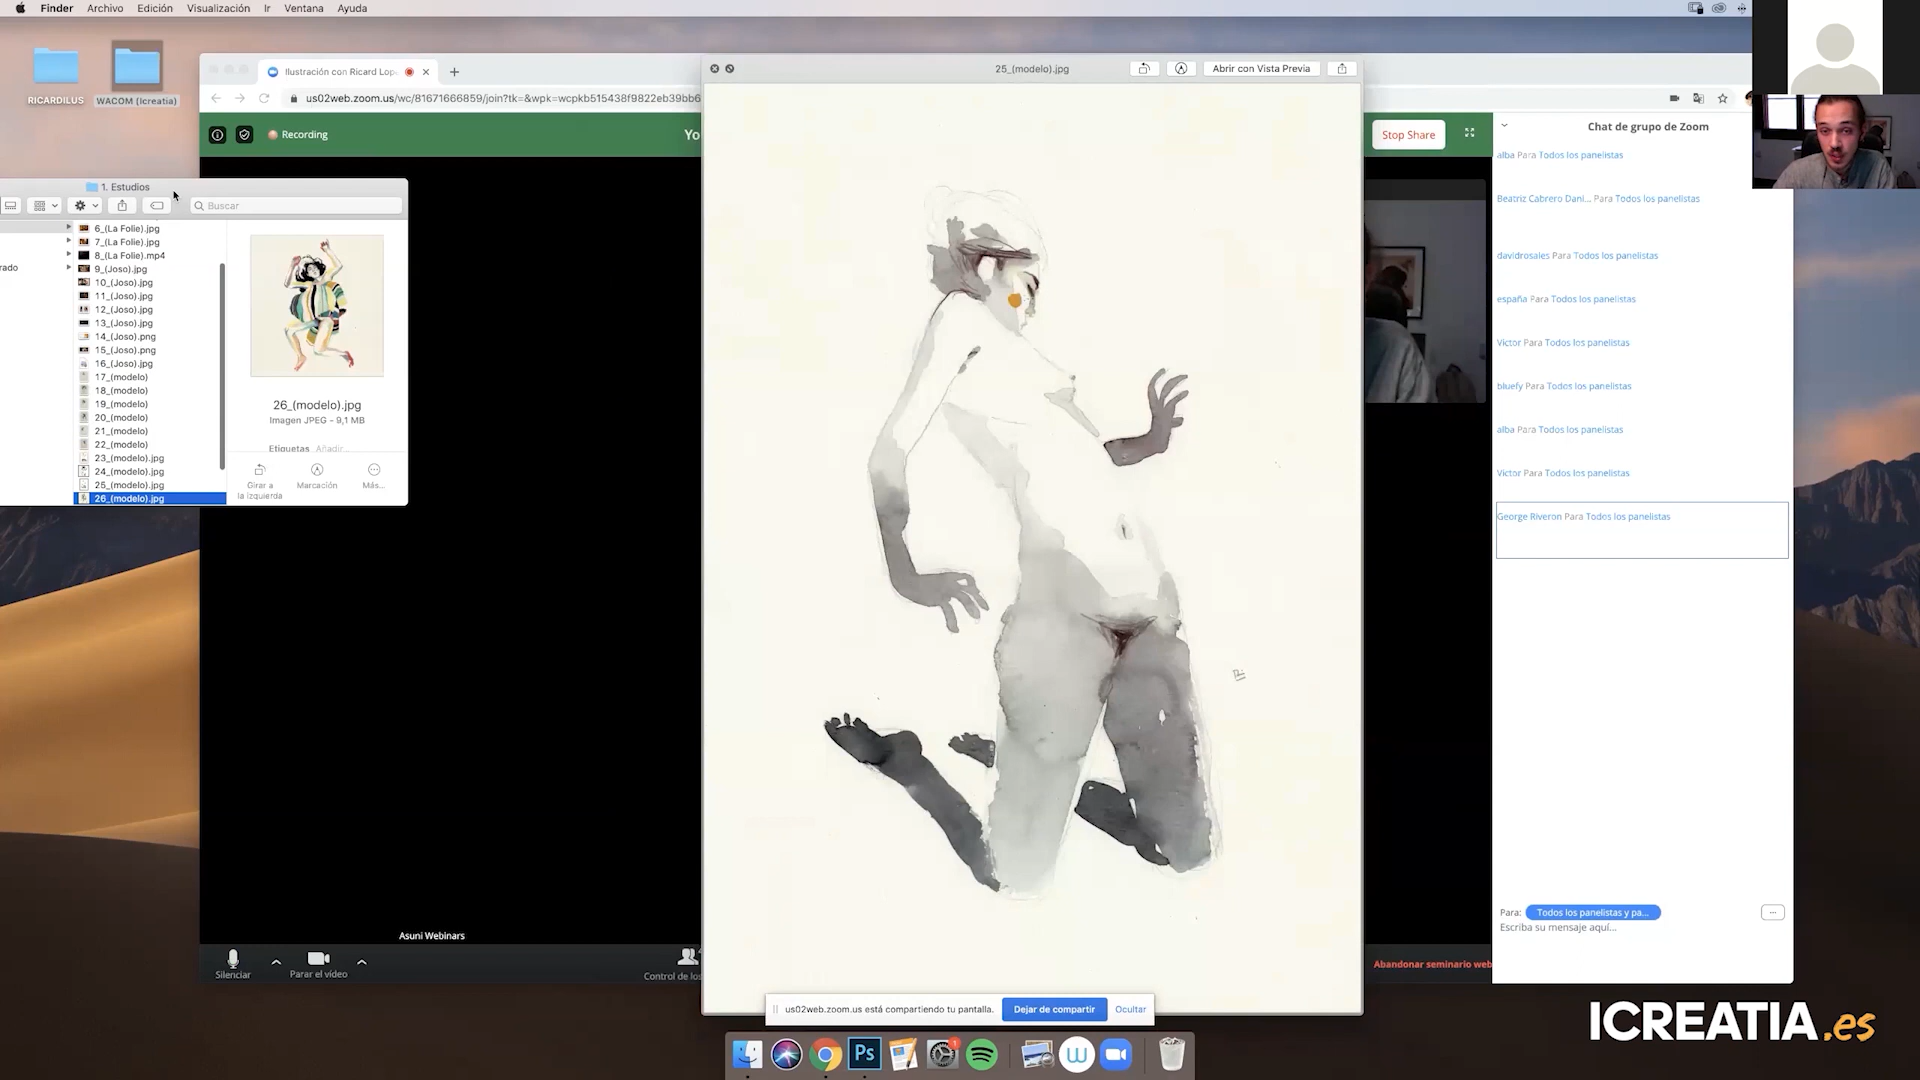 Finder Archivo Edición Visualización Ir Ventana Ayuda
RICARDILUS
WACOM (Icreatia)
Ilustración con Ricard Lop
us02web.zoom.us/wc/81671666859/join?tk=&wpk=wcpkb515438f9822eb39bb6
Recording
Yo
Stop Share
25_(modelo).jpg
Abrir con Vista Previa
1. Estudios
Buscar
rado
6_(La Folie).jpg
7_(La Folie).jpg
8_(La Folie).mp4
9_(Joso).jpg
10_(Joso).jpg
11_(Joso).jpg
12_(Joso).jpg
13_(Joso).jpg
14_(Joso).png
15_(Joso).png
16_(Joso).jpg
17_(modelo)
18_(modelo)
19_(modelo)
20_(modelo)
21_(modelo)
22_(modelo)
23_(modelo).jpg
24_(modelo).jpg
25_(modelo).jpg
26_(modelo).jpg
26_(modelo).jpg
Imagen JPEG - 9,1 MB
Etiquetas Añadir...
Girar a la izquierda
Marcación
Más...
Chat de grupo de Zoom
alba Para Todos los panelistas
Beatriz Cabrero Dani... Para Todos los panelistas
davidrosales Para Todos los panelistas
españa Para Todos los panelistas
Victor Para Todos los panelistas
bluefy Para Todos los panelistas
alba Para Todos los panelistas
Victor Para Todos los panelistas
George Riveron Para Todos los panelistas
Para: Todos los panelistas y pa...
Escriba su mensaje aquí...
Asuni Webinars
Silenciar
Parar el vídeo
Control de los
Abandonar seminario web
us02web.zoom.us está compartiendo tu pantalla.
Dejar de compartir
Ocultar
Ps
1
ICREATIA.es